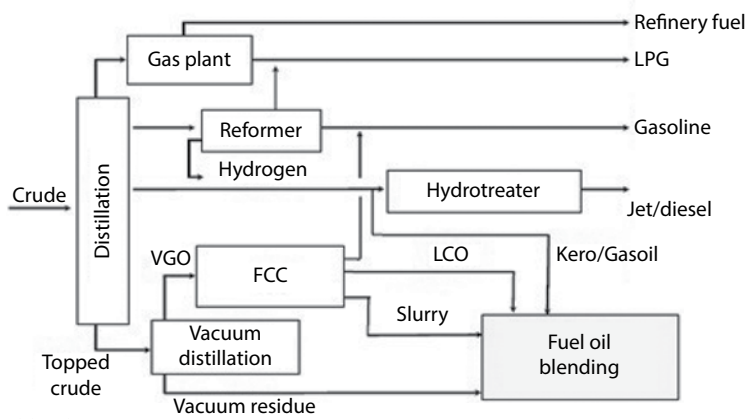 Refinery fuel
Gas plant
LPG
Reformer
Gasoline
Hydrogen
Hydrotreater
Crude
Distillation
Jet/diesel
VGO
FCC
LCO
Kero/Gasoil
Slurry
Vacuum
distillation
Fuel oil
blending
Topped
crude
Vacuum residue